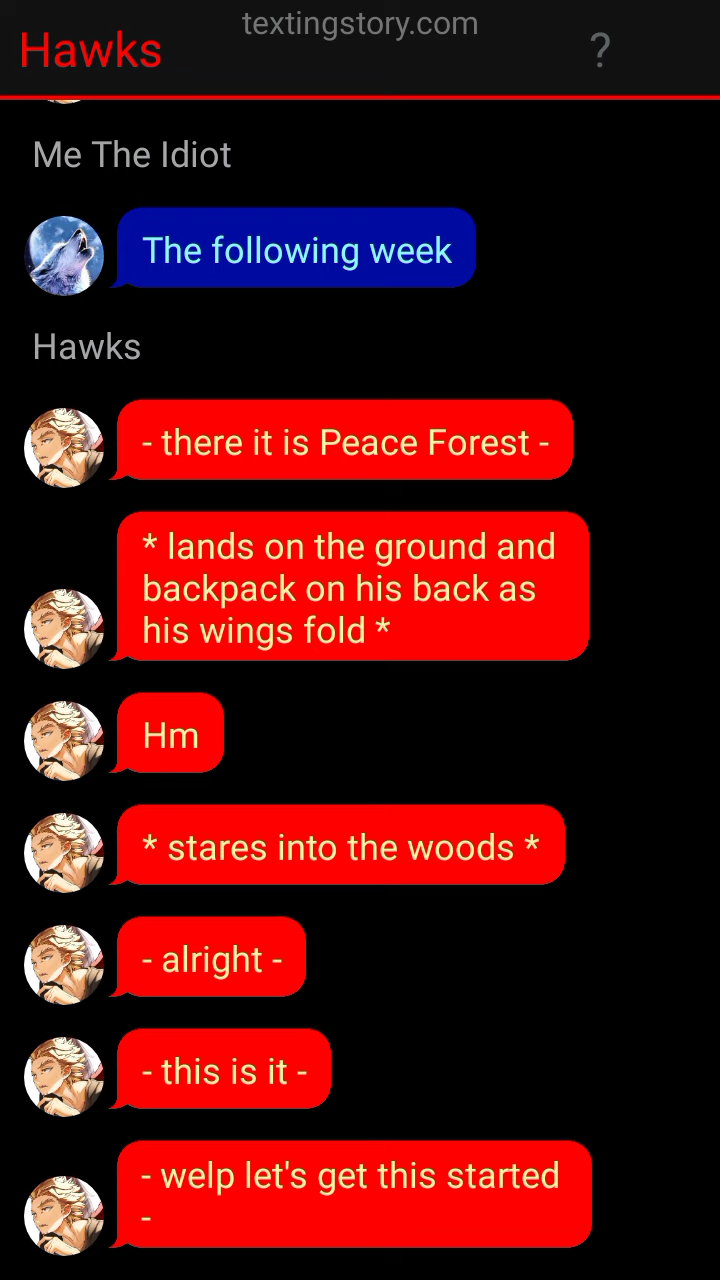 textingstory.com
Hawks
?
Me The Idiot
The following week
Hawks
- there it is Peace Forest -
* lands on the ground and
backpack on his back as
his wings fold *
Hm
* stares into the woods *
- alright -
- this is it -
- welp let's get this started
-